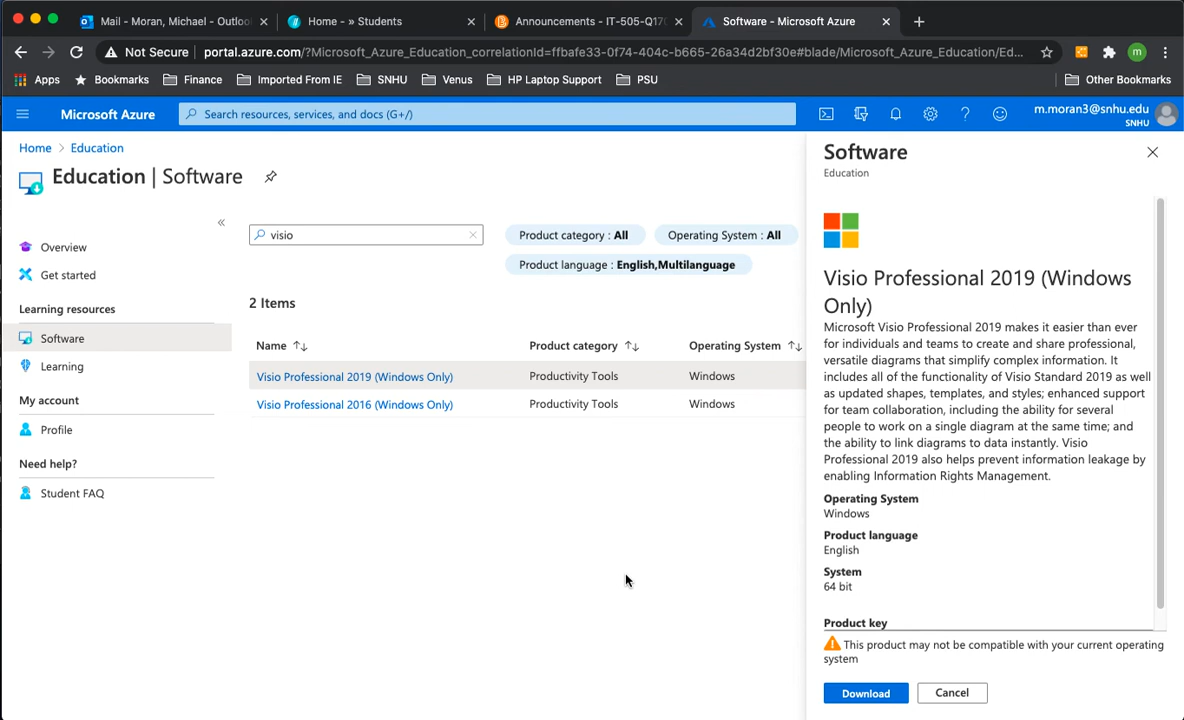 Mail - Moran, Michael - Outloo
Home - » Students
Announcements - IT-505-Q170
Software - Microsoft Azure
Not Secure
portal.azure.com/?Microsoft_Azure_Education_correlationId=ffbafe33-0f74-404c-b665-26a34d2bf30e#blade/Microsoft_Azure_Education/Ed...
m
Apps
Bookmarks
Finance
Imported From IE
SNHU
Venus
HP Laptop Support
PSU
Other Bookmarks
Microsoft Azure
Search resources, services, and docs (G+/)
m.moran3@snhu.edu
SNHU
Home > Education
Education | Software
Overview
Get started
Learning resources
Software
Learning
My account
Profile
Need help?
Student FAQ
visio
Product category : All
Operating System : All
Product language : English,Multilanguage
2 Items
Name
Product category
Operating System
Visio Professional 2019 (Windows Only)
Productivity Tools
Windows
Visio Professional 2016 (Windows Only)
Productivity Tools
Windows
Software
Education
Visio Professional 2019 (Windows
Only)
Microsoft Visio Professional 2019 makes it easier than ever
for individuals and teams to create and share professional,
versatile diagrams that simplify complex information. It
includes all of the functionality of Visio Standard 2019 as well
as updated shapes, templates, and styles; enhanced support
for team collaboration, including the ability for several
people to work on a single diagram at the same time; and
the ability to link diagrams to data instantly. Visio
Professional 2019 also helps prevent information leakage by
enabling Information Rights Management.
Operating System
Windows
Product language
English
System
64 bit
Product key
This product may not be compatible with your current operating
system
Download
Cancel